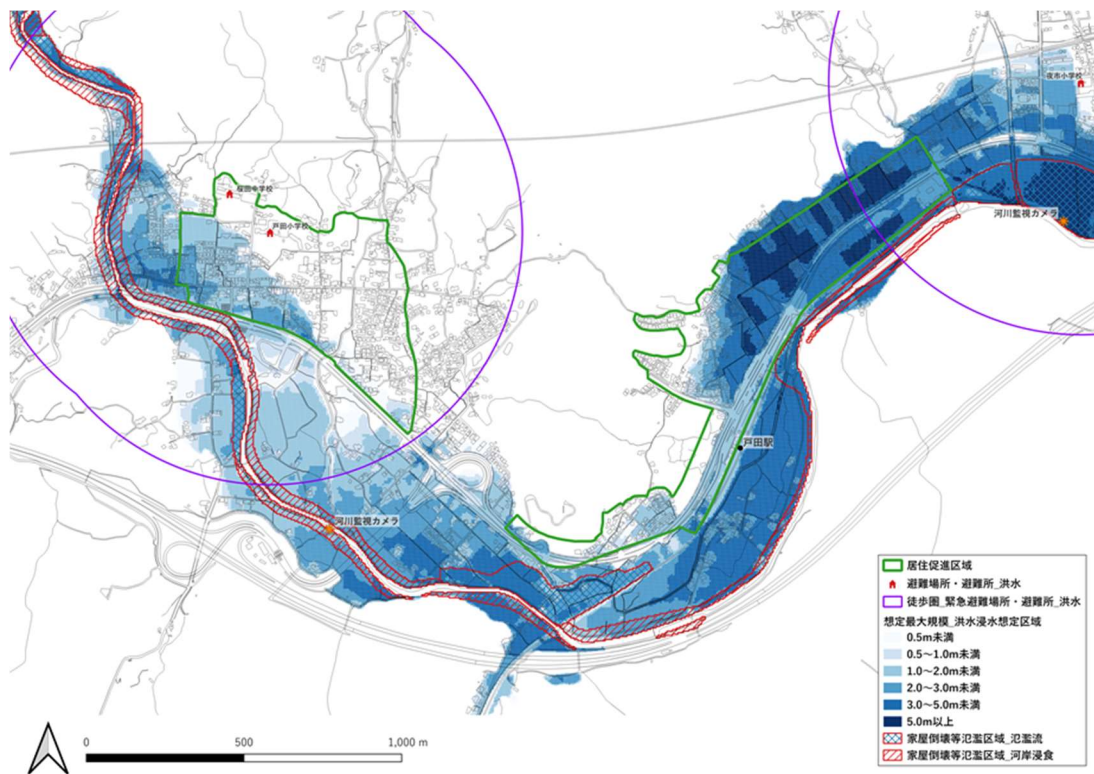 夜市小学校
桜田中学校
戸田小学校
河川監視カメラ
戸田駅
河川監視カメラ
居住促進区域
避難場所・避難所_洪水
徒歩圏_緊急避難場所・避難所_洪水
想定最大規模_洪水浸水想定区域
0.5m未満
0.5～1.0m未満
1.0～2.0m未満
2.0～3.0m未満
3.0～5.0m未満
5.0m以上
家屋倒壊等氾濫区域_氾濫流
家屋倒壊等氾濫区域_河岸浸食
0 500 1,000 m